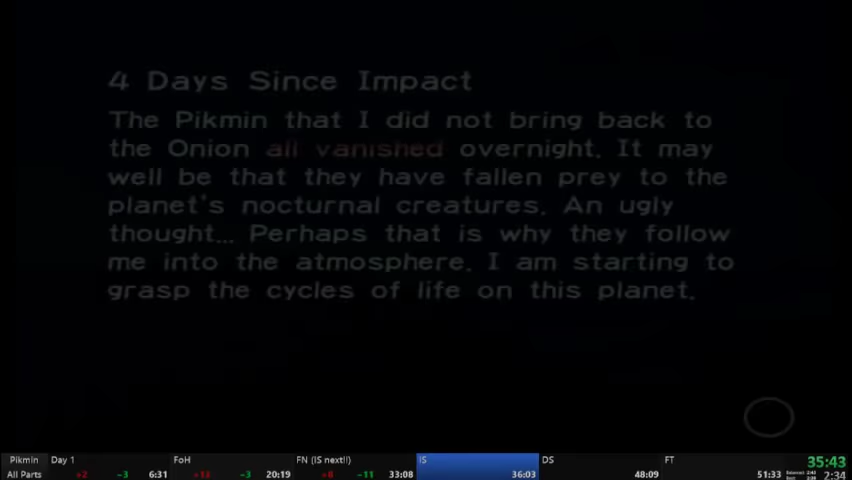 4 Days Since Impact
The Pikmin that I did not bring back to
the Onion all vanished overnight. It may
well be that they have fallen prey to the
planet's nocturnal creatures. An ugly
thought... Perhaps that is why they follow
me into the atmosphere. I am starting to
grasp the cycles of life on this planet.
Pikmin Day 1 FoH FN (IS next!!) IS DS FT 35:43
All Parts +2 -3 6:31 -3 20:19 -11 33:08 36:03 48:09 51:33 2:34